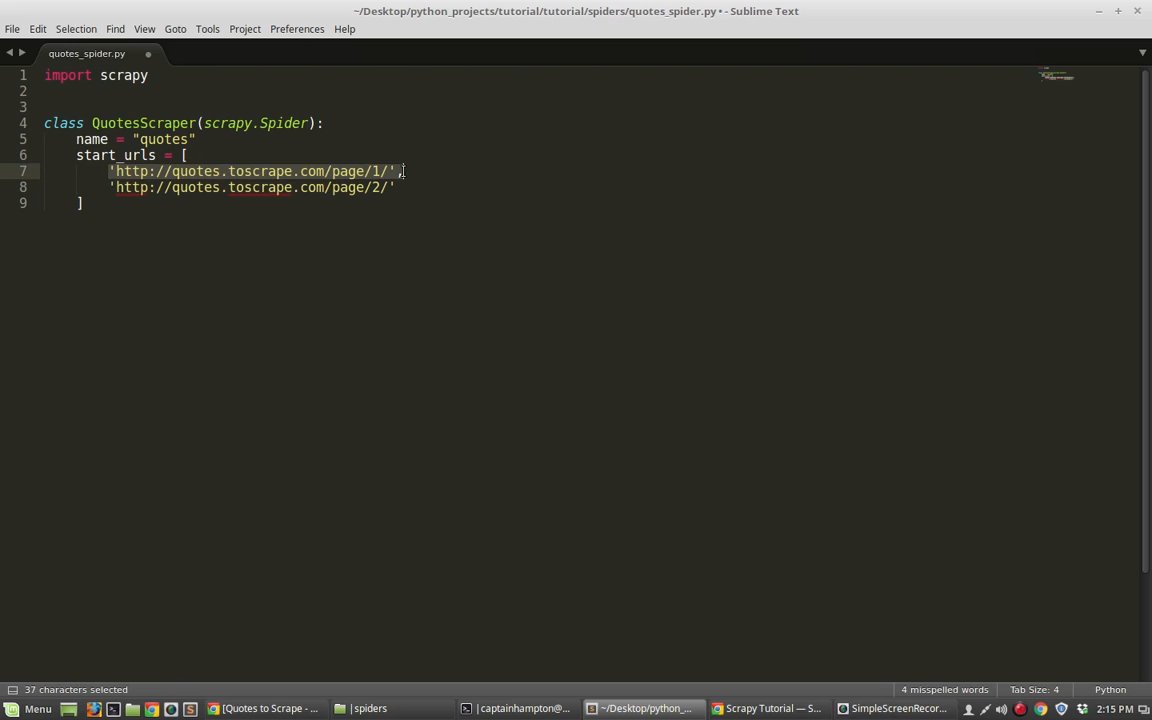 ~/Desktop/python_projects/tutorial/tutorial/spiders/quotes_spider.py • - Sublime Text
File Edit Selection Find View Goto Tools Project Preferences Help
quotes_spider.py
1 import scrapy
2
3
4 class QuotesScraper(scrapy.Spider):
5     name = "quotes"
6     start_urls = [
7         'http://quotes.toscrape.com/page/1/',
8         'http://quotes.toscrape.com/page/2/'
9     ]
37 characters selected 4 misspelled words Tab Size: 4 Python
Menu [Quotes to Scrape - ... |spiders |captainhampton@... ~/Desktop/python_... Scrapy Tutorial — S... SimpleScreenRecor... 2:15 PM